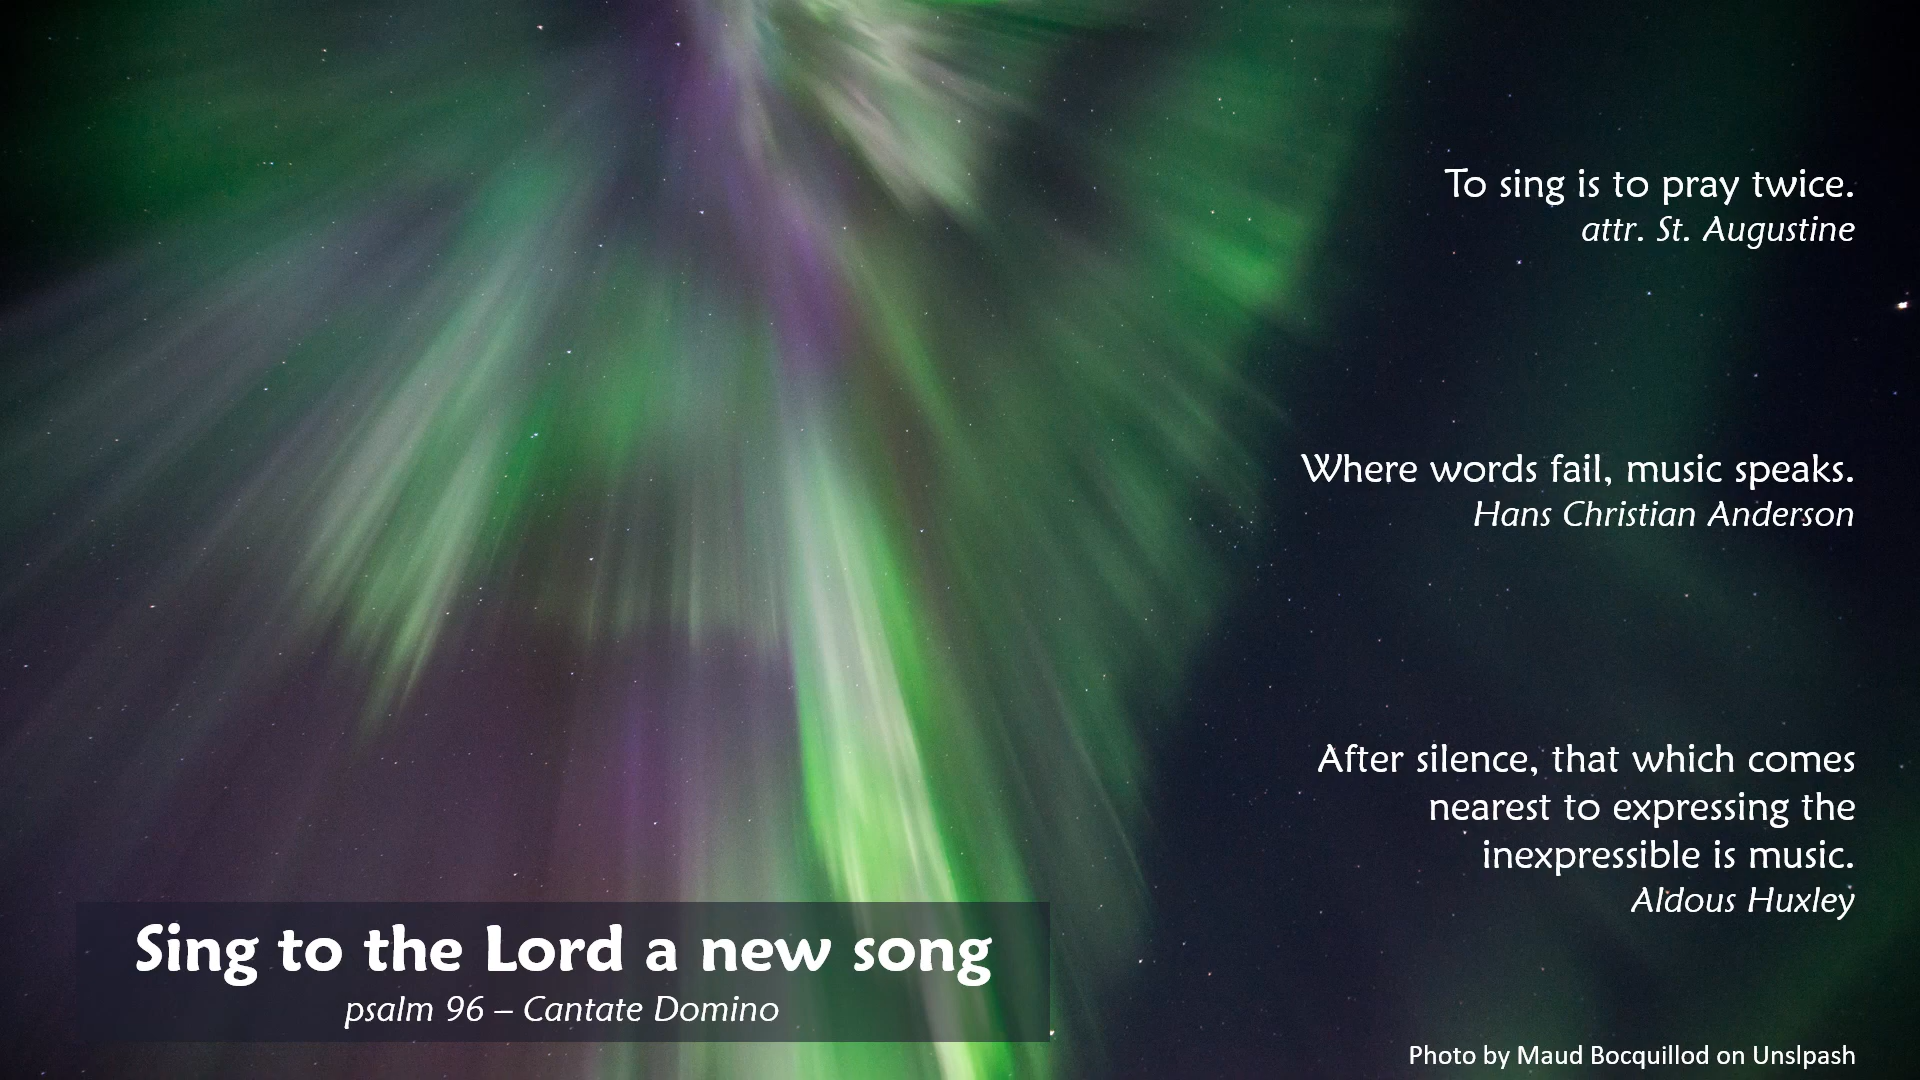 To sing is to pray twice.
attr. St. Augustine
Where words fail, music speaks.
Hans Christian Anderson
After silence, that which comes
nearest to expressing the
inexpressible is music.
Aldous Huxley
Sing to the Lord a new song
psalm 96 – Cantate Domino
Photo by Maud Bocquillod on Unslpash